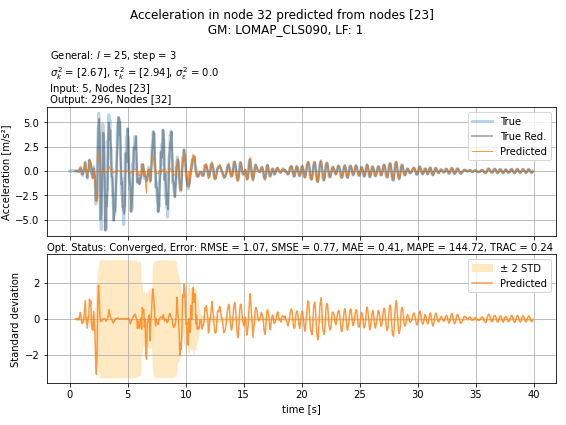 Acceleration in node 32 predicted from nodes [23]
GM: LOMAP_CLS090, LF: 1
General: l = 25, step = 3
σ²ₖ = [2.67], τ²ₖ = [2.94], σ²ε = 0.0
Input: 5, Nodes [23]
Output: 296, Nodes [32]
Acceleration [m/s²]
5.0
2.5
0.0
−2.5
−5.0
True
True Red.
Predicted
Opt. Status: Converged, Error: RMSE = 1.07, SMSE = 0.77, MAE = 0.41, MAPE = 144.72, TRAC = 0.24
Standard deviation
2
0
−2
± 2 STD
Predicted
0 5 10 15 20 25 30 35 40
time [s]